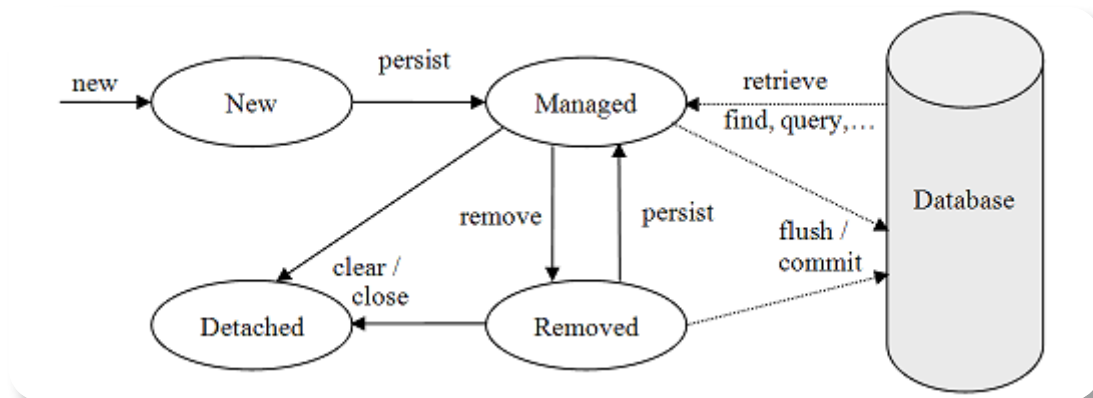 new
New
persist
Managed
retrieve
find, query,…
Database
remove
persist
flush /
commit
clear /
close
Detached
Removed